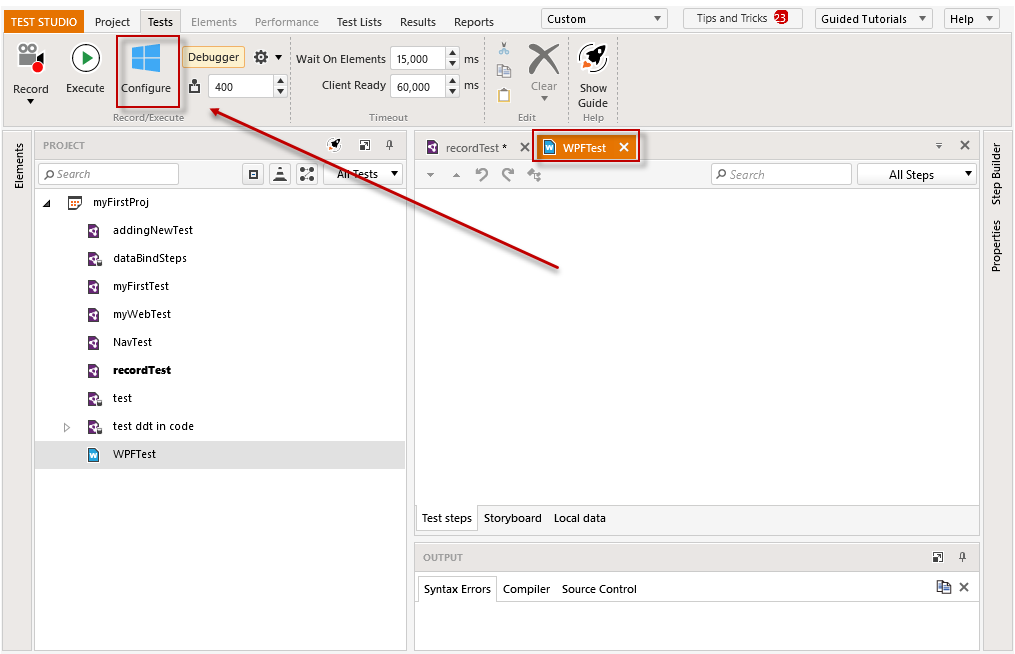 TEST STUDIO Project Tests Elements Performance Test Lists Results Reports Custom Tips and Tricks 23 Guided Tutorials Help
Record Execute Configure Debugger Wait On Elements 15,000 ms Clear Show Guide
400 Client Ready 60,000 ms
Record/Execute Timeout Edit Help
Elements
PROJECT
Search All Tests
myFirstProj
addingNewTest
dataBindSteps
myFirstTest
myWebTest
NavTest
recordTest
test
test ddt in code
WPFTest
recordTest * WPFTest
Search All Steps
Test steps Storyboard Local data
OUTPUT
Syntax Errors Compiler Source Control
Step Builder
Properties